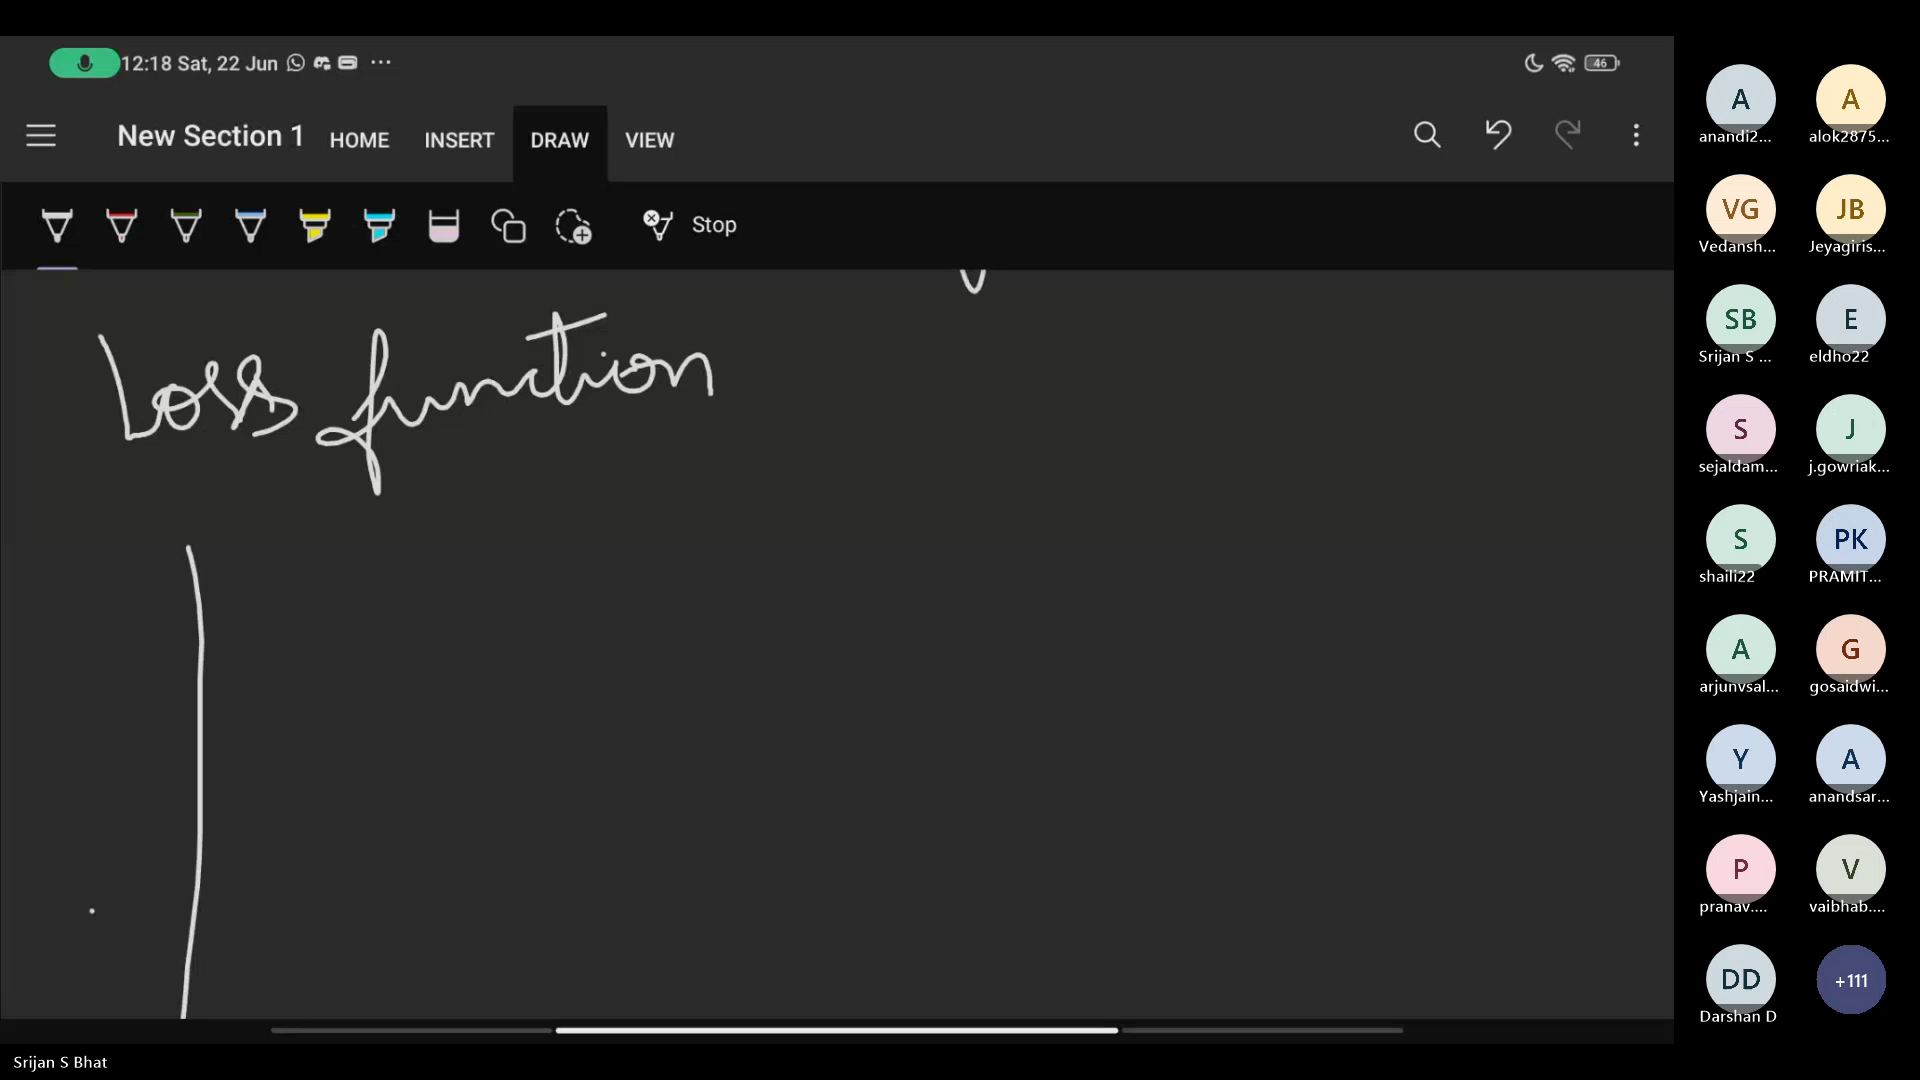 12:18 Sat, 22 Jun
46
New Section 1 HOME INSERT DRAW VIEW
Stop
Loss function
A A
anandi2... alok2875...
VG JB
Vedansh... Jeyagiris...
SB E
Srijan S ... eldho22
S J
sejaldam... j.gowriak...
S PK
shaili22 PRAMIT...
A G
arjunvsal... gosaidwi...
Y A
Yashjain... anandsar...
P V
pranav.... vaibhab....
DD +111
Darshan D
Srijan S Bhat